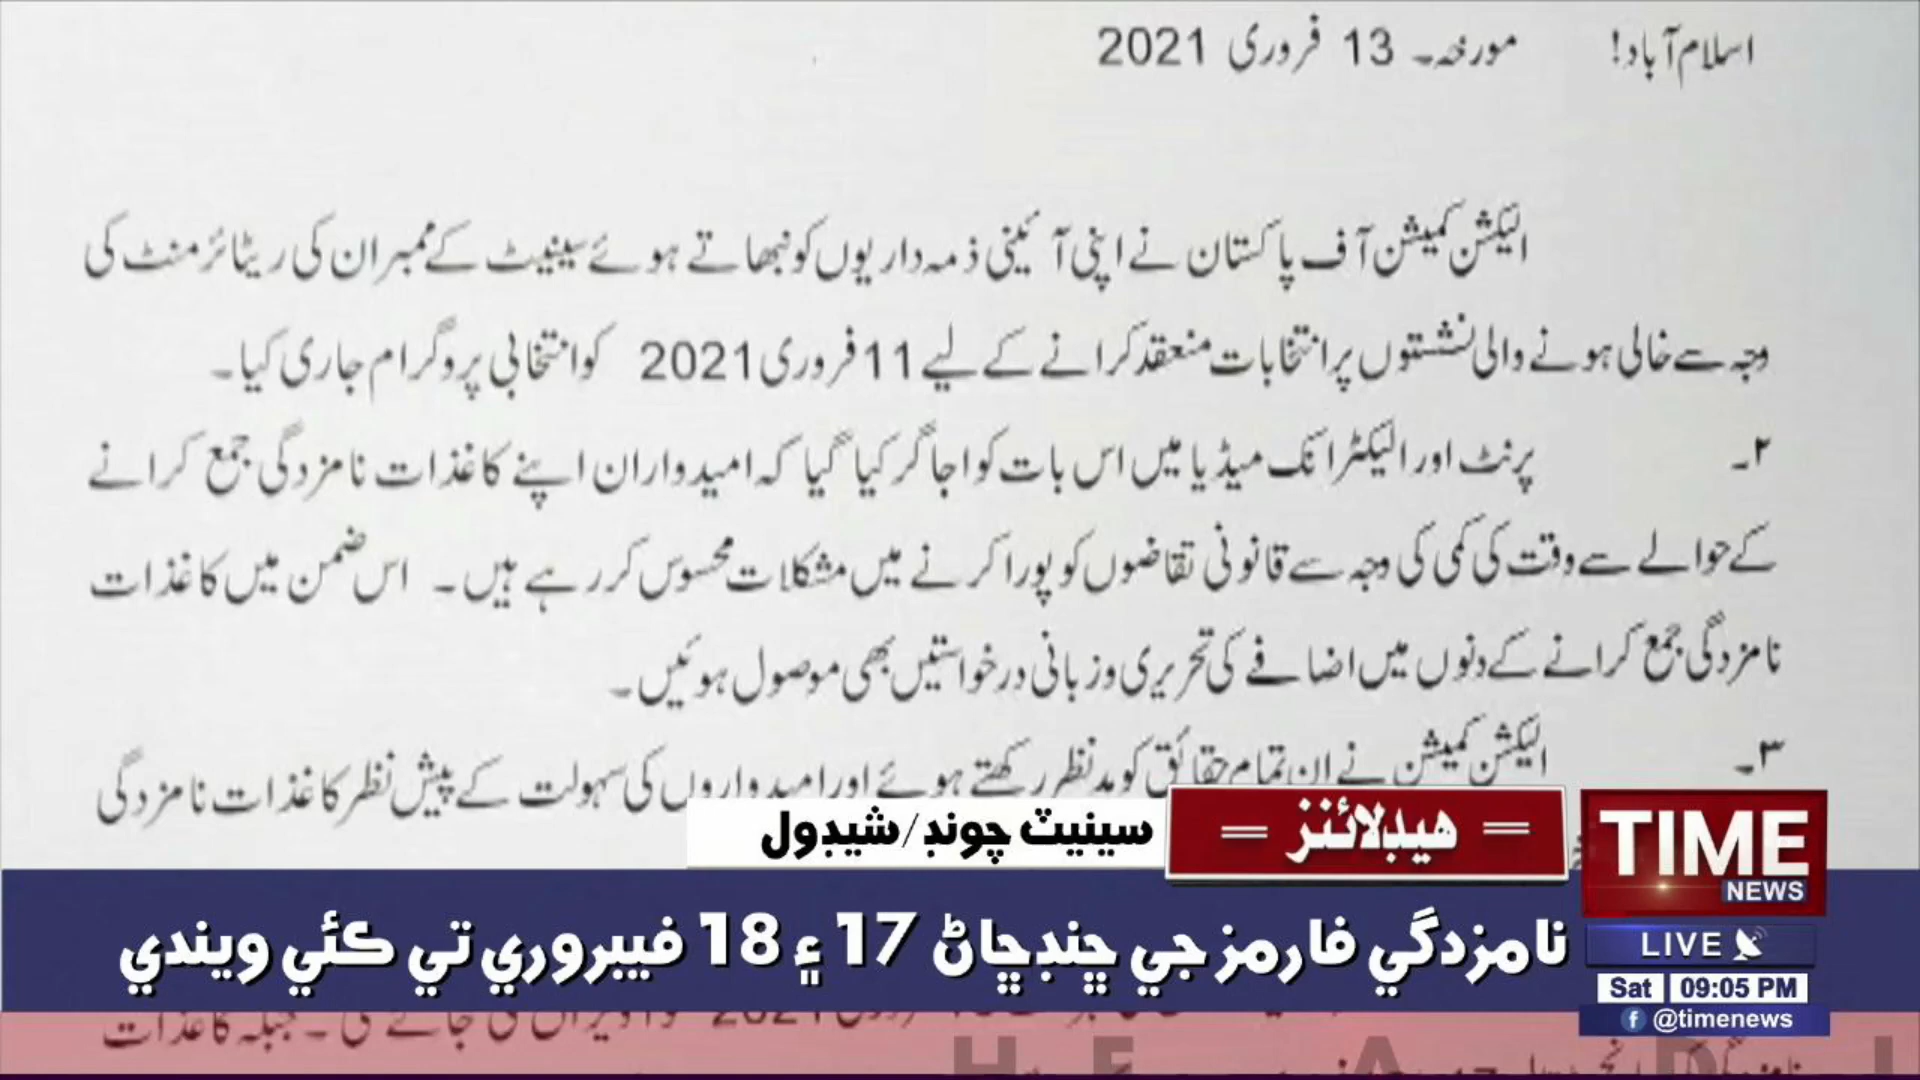 اسلام آباد! مورخہ۔ 13 فروری 2021
الیکشن کمیشن آف پاکستان نے اپنی آئینی ذمہ داریوں کو نبھاتے ہوئے سینیٹ کے ممبران کی ریٹائرمنٹ کی
وجہ سے خالی ہونے والی نشستوں پر انتخابات منعقد کرانے کے لیے 11 فروری 2021 کو انتخابی پروگرام جاری کیا۔
۲۔ پرنٹ اور الیکٹرانک میڈیا میں اس بات کو اجاگر کیا گیا کہ امیدواران اپنے کاغذات نامزدگی جمع کرانے
کے حوالے سے وقت کی کمی کی وجہ سے قانونی تقاضوں کو پورا کرنے میں مشکلات محسوس کر رہے ہیں۔ اس ضمن میں کاغذات
نامزدگی جمع کرانے کے دنوں میں اضافے کی تحریری و زبانی درخواستیں بھی موصول ہوئیں۔
۳۔ الیکشن کمیشن نے ان تمام حقائق کو مدنظر رکھتے ہوئے اور امیدواروں کی سہولت کے پیش نظر کاغذات نامزدگی
سينيٽ چونڊ/شيڊول
هيڊلائنز
TIME
NEWS
نامزدگي فارمز جي ڇنڊڇاڻ 17 ۽ 18 فيبروري تي ڪئي ويندي
LIVE
Sat 09:05 PM
@timenews
جبکہ کاغذات
H E A D